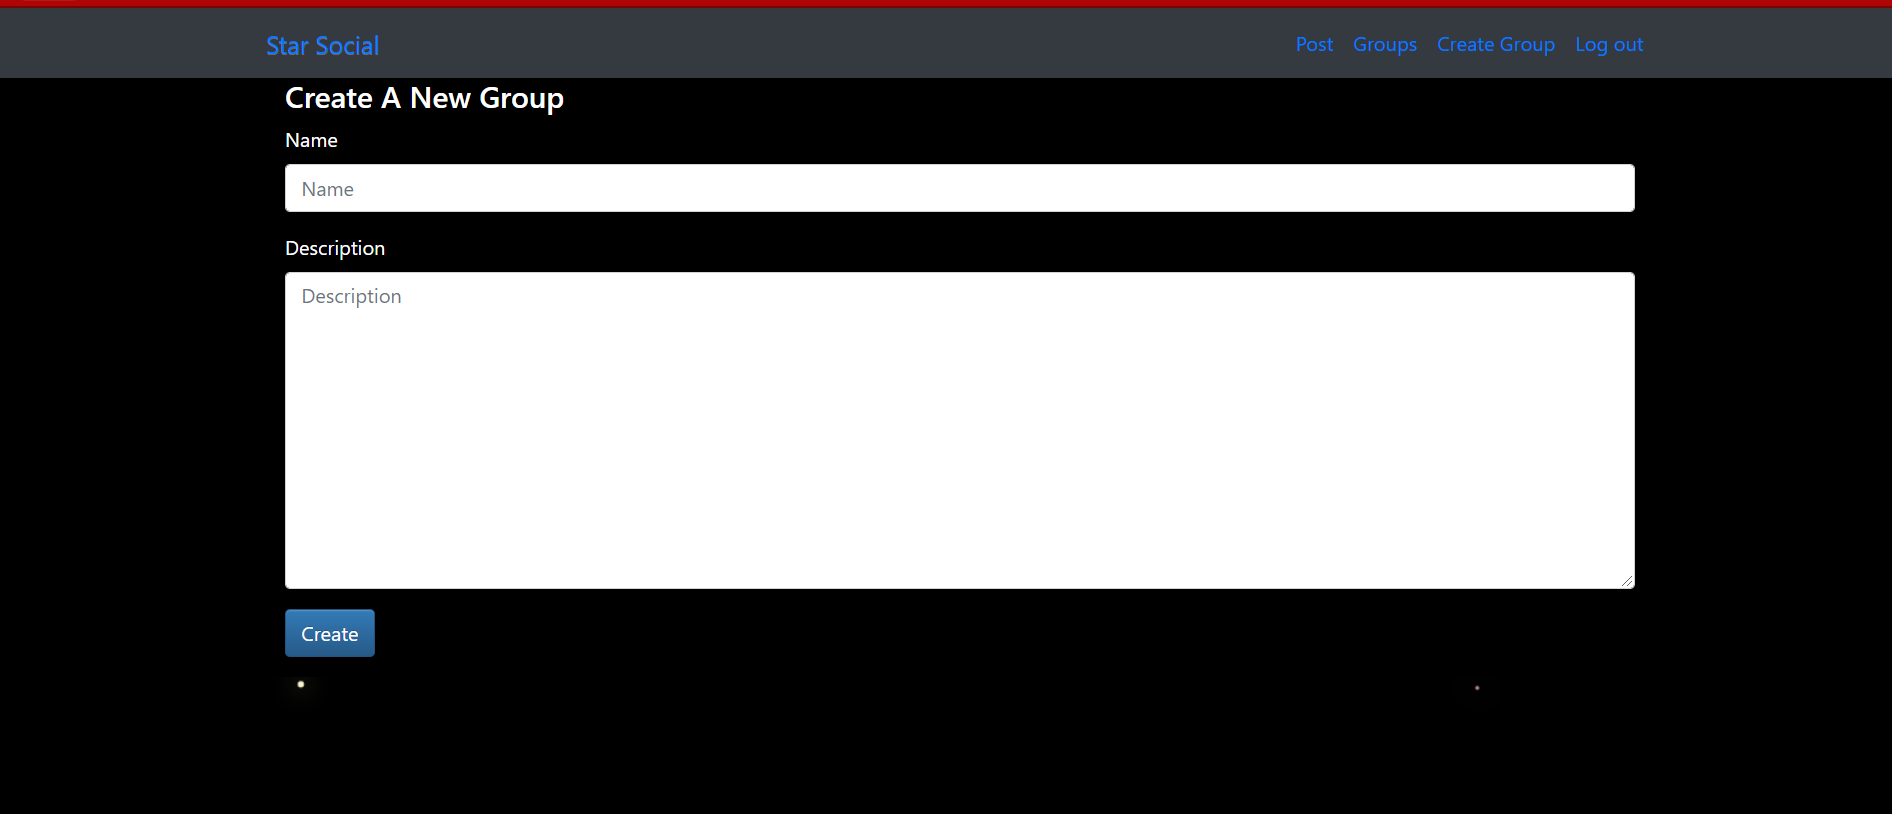 Star Social Post Groups Create Group Log out
Create A New Group
Name
Name
Description
Description
Create